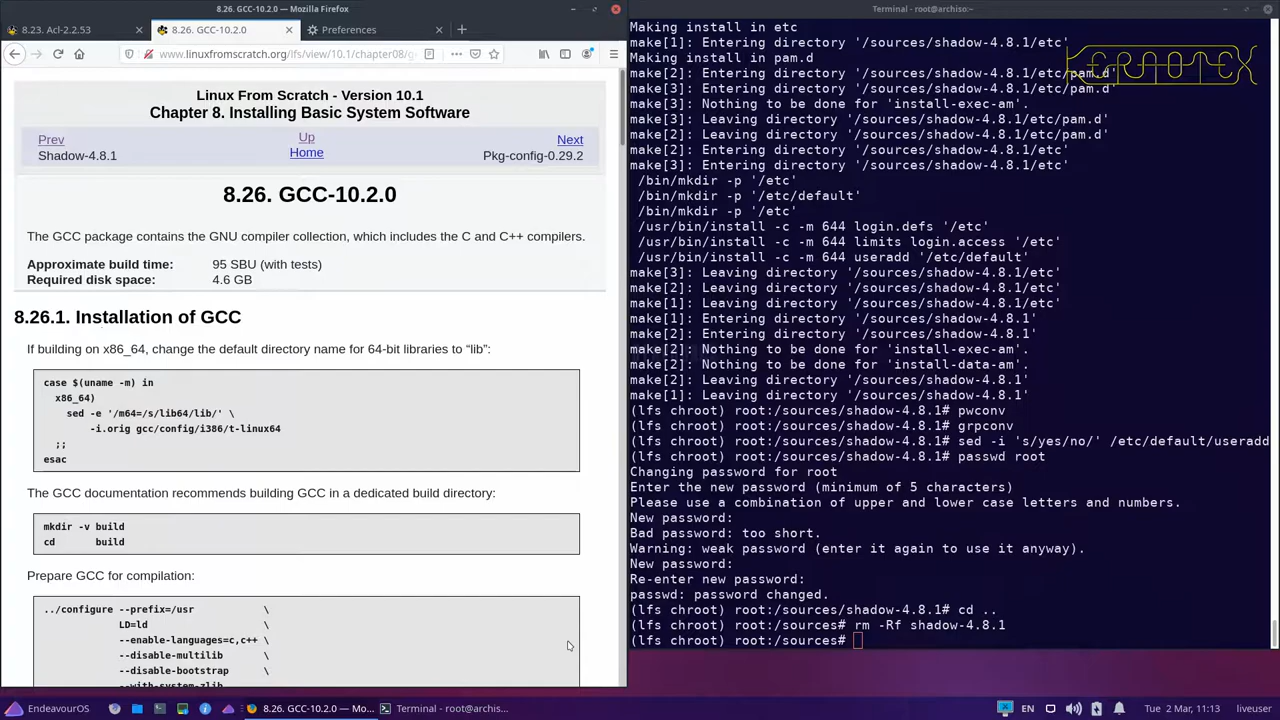 8.26. GCC-10.2.0 — Mozilla Firefox
8.23. Acl-2.2.53
8.26. GCC-10.2.0
Preferences
www.linuxfromscratch.org/lfs/view/10.1/chapter08/g
Linux From Scratch - Version 10.1
Chapter 8. Installing Basic System Software
Prev
Up
Next
Shadow-4.8.1
Home
Pkg-config-0.29.2
8.26. GCC-10.2.0
The GCC package contains the GNU compiler collection, which includes the C and C++ compilers.
Approximate build time: 95 SBU (with tests)
Required disk space: 4.6 GB
8.26.1. Installation of GCC
If building on x86_64, change the default directory name for 64-bit libraries to “lib”:
case $(uname -m) in
x86_64)
sed -e '/m64=/s/lib64/lib/' \
-i.orig gcc/config/i386/t-linux64
;;
esac
The GCC documentation recommends building GCC in a dedicated build directory:
mkdir -v build
cd build
Prepare GCC for compilation:
../configure --prefix=/usr \
LD=ld \
--enable-languages=c,c++ \
--disable-multilib \
--disable-bootstrap \
--with-system-zlib
Terminal - root@archiso:~
Making install in etc
make[1]: Entering directory '/sources/shadow-4.8.1/etc'
Making install in pam.d
make[2]: Entering directory '/sources/shadow-4.8.1/etc/pam.d'
make[3]: Entering directory '/sources/shadow-4.8.1/etc/pam.d'
make[3]: Nothing to be done for 'install-exec-am'.
make[3]: Leaving directory '/sources/shadow-4.8.1/etc/pam.d'
make[2]: Leaving directory '/sources/shadow-4.8.1/etc/pam.d'
make[2]: Entering directory '/sources/shadow-4.8.1/etc'
make[3]: Entering directory '/sources/shadow-4.8.1/etc'
/bin/mkdir -p '/etc'
/bin/mkdir -p '/etc/default'
/bin/mkdir -p '/etc'
/usr/bin/install -c -m 644 login.defs '/etc'
/usr/bin/install -c -m 644 limits login.access '/etc'
/usr/bin/install -c -m 644 useradd '/etc/default'
make[3]: Leaving directory '/sources/shadow-4.8.1/etc'
make[2]: Leaving directory '/sources/shadow-4.8.1/etc'
make[1]: Leaving directory '/sources/shadow-4.8.1/etc'
make[1]: Entering directory '/sources/shadow-4.8.1'
make[2]: Entering directory '/sources/shadow-4.8.1'
make[2]: Nothing to be done for 'install-exec-am'.
make[2]: Nothing to be done for 'install-data-am'.
make[2]: Leaving directory '/sources/shadow-4.8.1'
make[1]: Leaving directory '/sources/shadow-4.8.1'
(lfs chroot) root:/sources/shadow-4.8.1# pwconv
(lfs chroot) root:/sources/shadow-4.8.1# grpconv
(lfs chroot) root:/sources/shadow-4.8.1# sed -i 's/yes/no/' /etc/default/useradd
(lfs chroot) root:/sources/shadow-4.8.1# passwd root
Changing password for root
Enter the new password (minimum of 5 characters)
Please use a combination of upper and lower case letters and numbers.
New password:
Bad password: too short.
Warning: weak password (enter it again to use it anyway).
New password:
Re-enter new password:
passwd: password changed.
(lfs chroot) root:/sources/shadow-4.8.1# cd ..
(lfs chroot) root:/sources# rm -Rf shadow-4.8.1
(lfs chroot) root:/sources#
KERNOTEX
EndeavourOS
8.26. GCC-10.2.0 — Mo...
Terminal - root@archis...
EN
Tue 2 Mar, 11:13
liveuser